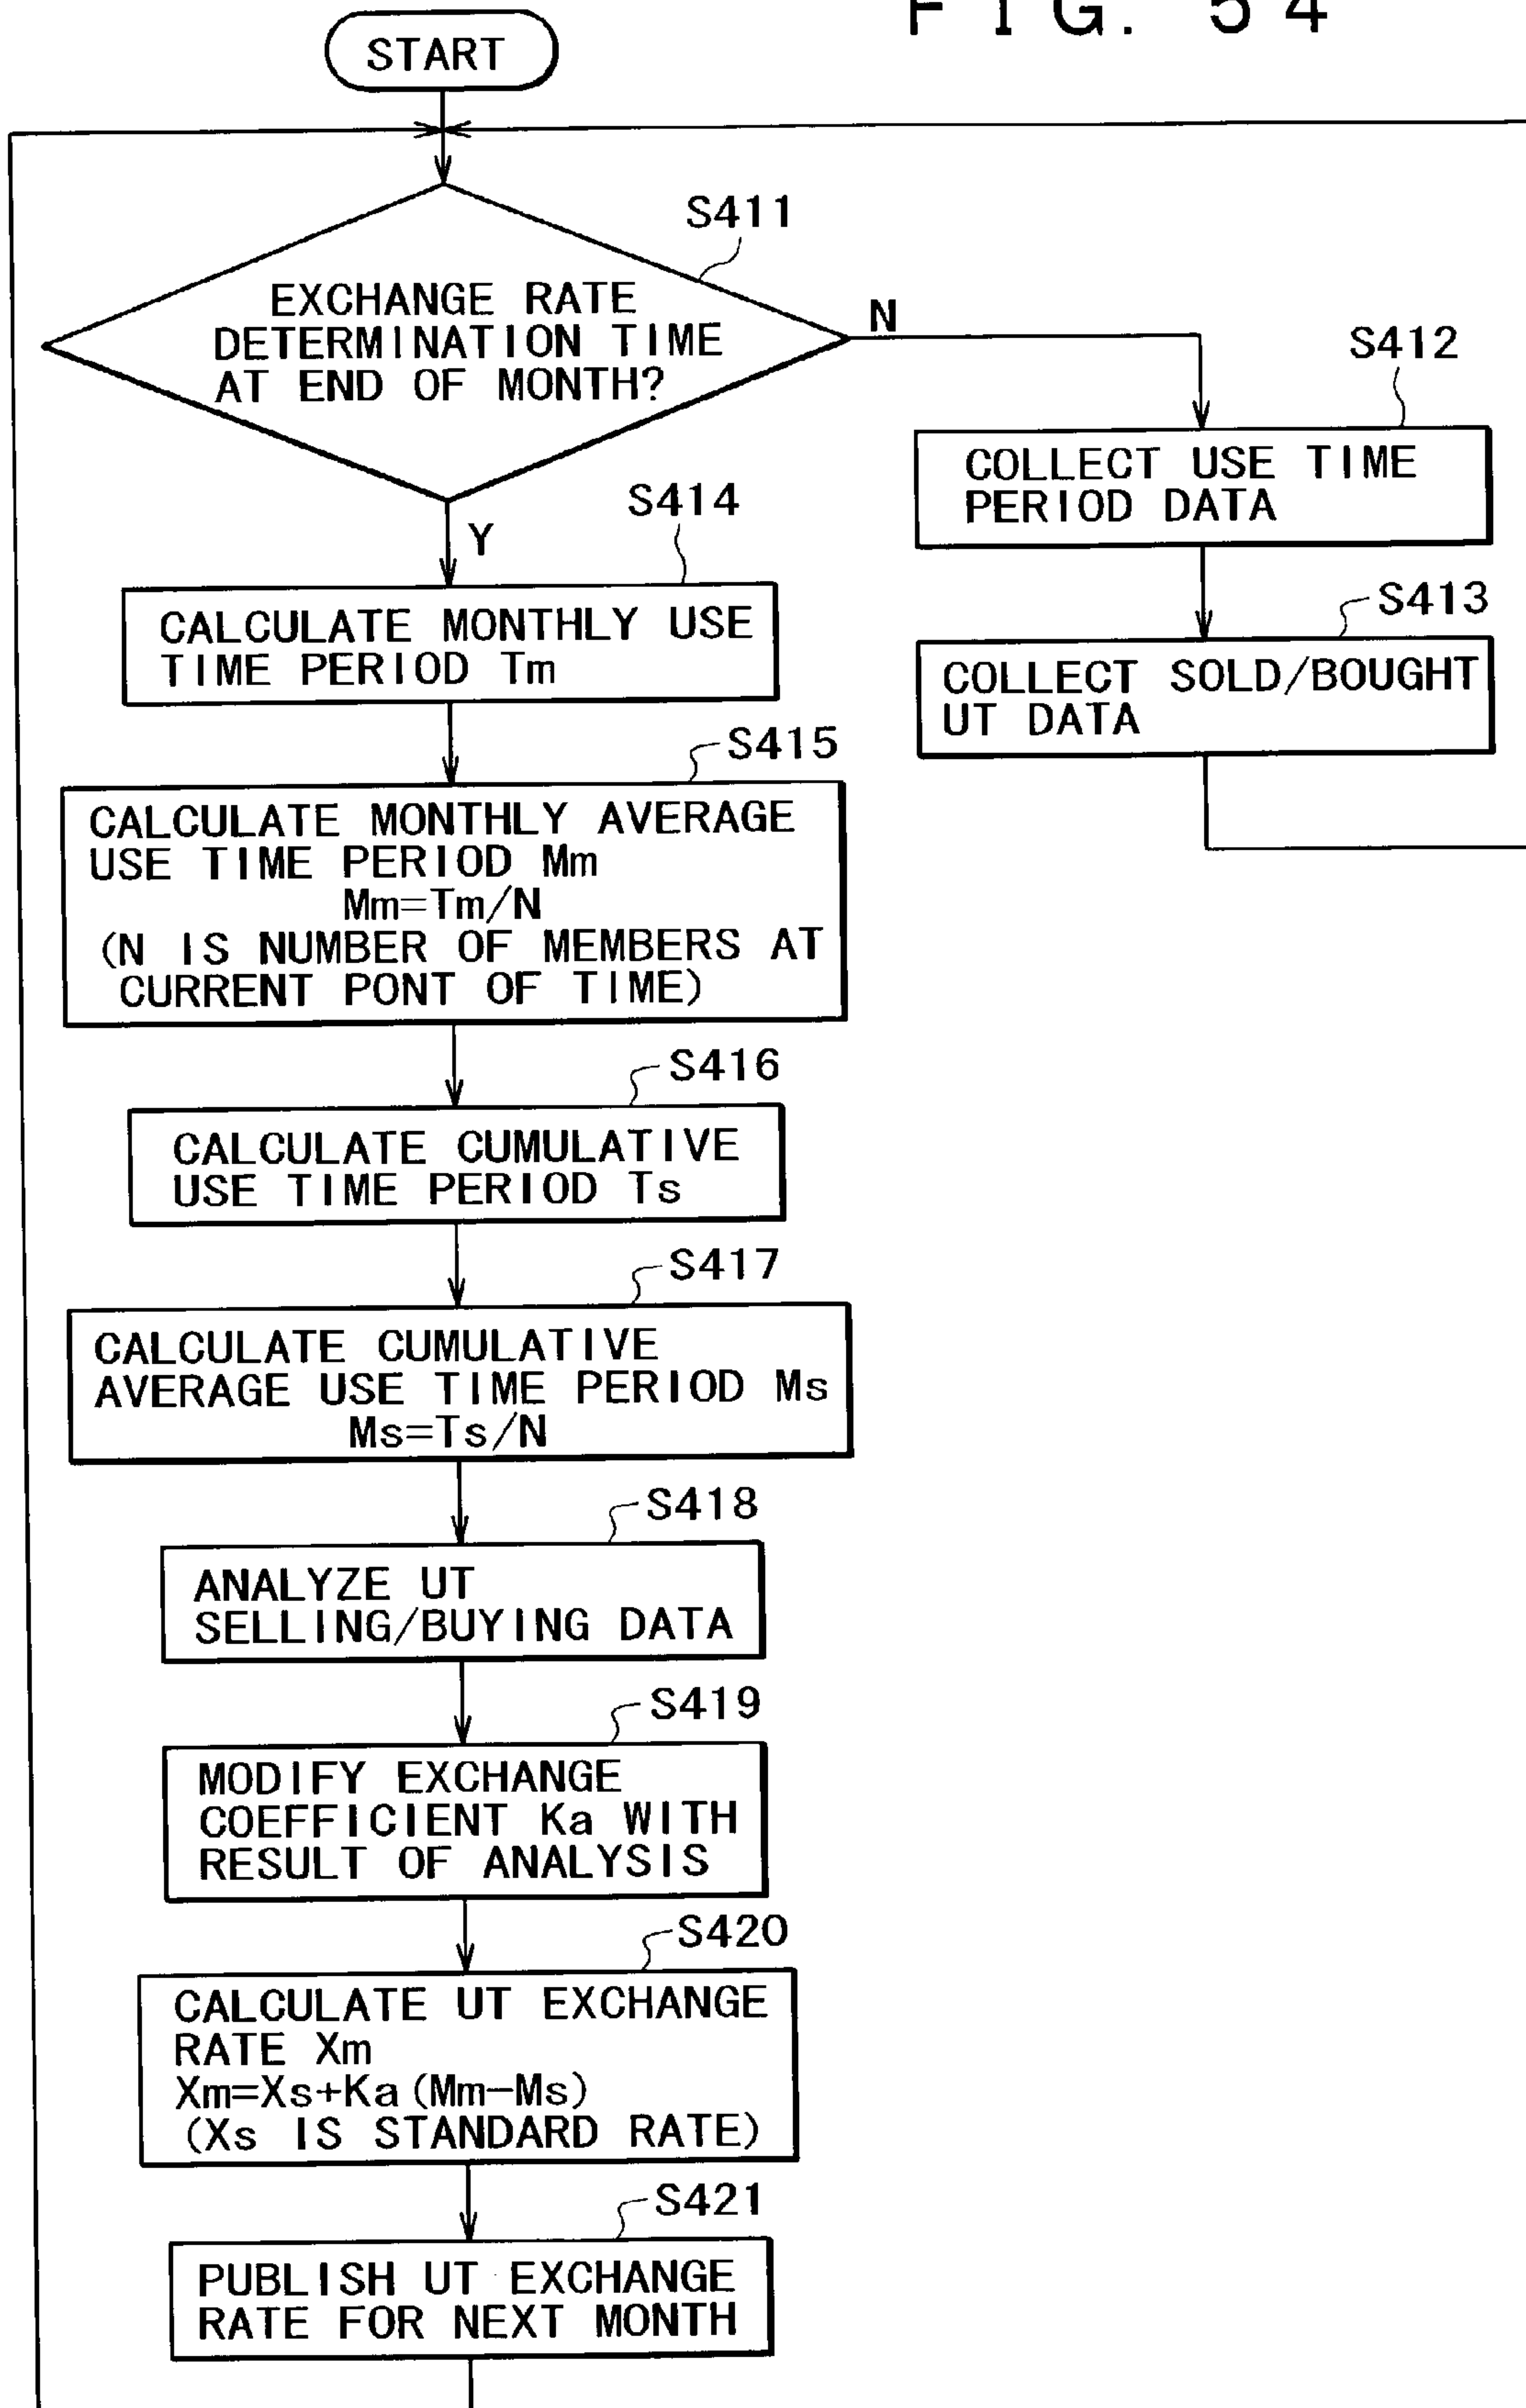 FIG. 54
START
S411
EXCHANGE RATE
DETERMINATION TIME
AT END OF MONTH?
N
S412
COLLECT USE TIME
PERIOD DATA
S413
COLLECT SOLD/BOUGHT
UT DATA
Y
S414
CALCULATE MONTHLY USE
TIME PERIOD Tm
S415
CALCULATE MONTHLY AVERAGE
USE TIME PERIOD Mm
Mm=Tm/N
(N IS NUMBER OF MEMBERS AT
CURRENT PONT OF TIME)
S416
CALCULATE CUMULATIVE
USE TIME PERIOD Ts
S417
CALCULATE CUMULATIVE
AVERAGE USE TIME PERIOD Ms
Ms=Ts/N
S418
ANALYZE UT
SELLING/BUYING DATA
S419
MODIFY EXCHANGE
COEFFICIENT Ka WITH
RESULT OF ANALYSIS
S420
CALCULATE UT EXCHANGE
RATE Xm
Xm=Xs+Ka(Mm-Ms)
(Xs IS STANDARD RATE)
S421
PUBLISH UT EXCHANGE
RATE FOR NEXT MONTH